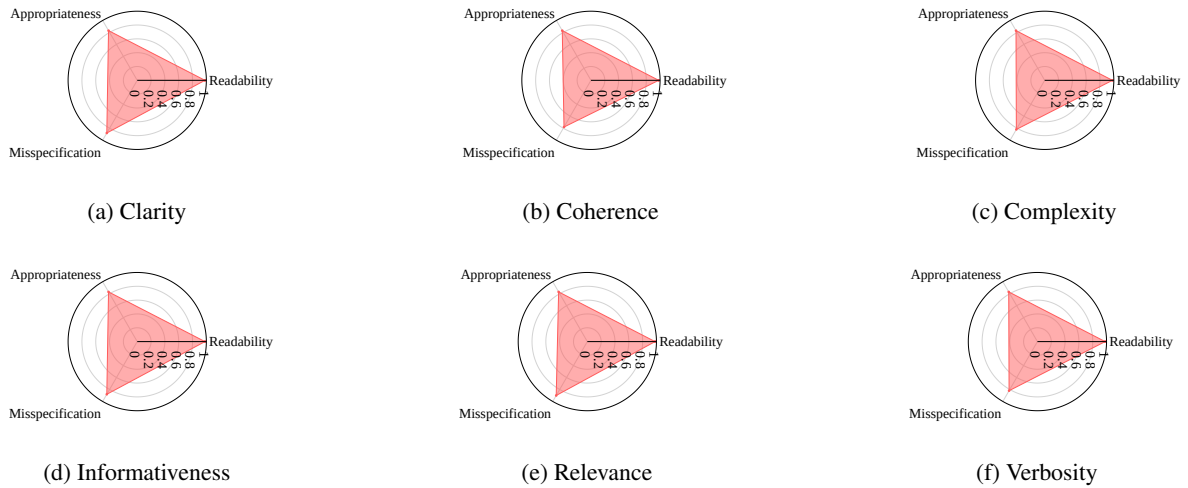 Appropriateness
Readability
Misspecification
0
0.2
0.4
0.6
0.8
1
(a) Clarity
Appropriateness
Readability
Misspecification
0
0.2
0.4
0.6
0.8
1
(b) Coherence
Appropriateness
Readability
Misspecification
0
0.2
0.4
0.6
0.8
1
(c) Complexity
Appropriateness
Readability
Misspecification
0
0.2
0.4
0.6
0.8
1
(d) Informativeness
Appropriateness
Readability
Misspecification
0
0.2
0.4
0.6
0.8
1
(e) Relevance
Appropriateness
Readability
Misspecification
0
0.2
0.4
0.6
0.8
1
(f) Verbosity